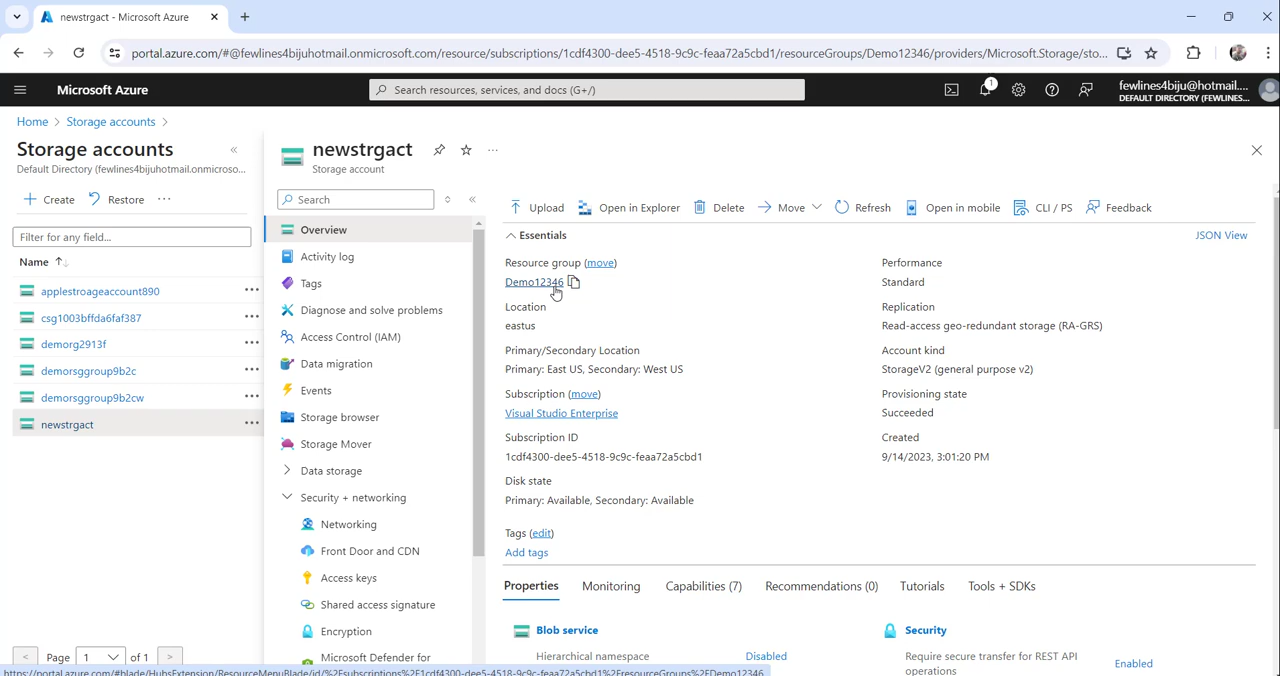 newstrgact - Microsoft Azure
portal.azure.com/#@fewlines4bijuhotmail.onmicrosoft.com/resource/subscriptions/1cdf4300-dee5-4518-9c9c-feaa72a5cbd1/resourceGroups/Demo12346/providers/Microsoft.Storage/sto...
Microsoft Azure
Search resources, services, and docs (G+/)
1
fewlines4biju@hotmail....
DEFAULT DIRECTORY (FEWLINES...
Home > Storage accounts >
Storage accounts
Default Directory (fewlines4bijuhotmail.onmicroso...
Create
Restore
Filter for any field...
Name
applestroageaccount890
csg1003bffda6faf387
demorg2913f
demorsggroup9b2c
demorsggroup9b2cw
newstrgact
< Page 1 of 1 >
newstrgact
Storage account
Search
Overview
Activity log
Tags
Diagnose and solve problems
Access Control (IAM)
Data migration
Events
Storage browser
Storage Mover
Data storage
Security + networking
Networking
Front Door and CDN
Access keys
Shared access signature
Encryption
Microsoft Defender for
Upload
Open in Explorer
Delete
Move
Refresh
Open in mobile
CLI / PS
Feedback
Essentials
JSON View
Resource group (move)
Demo12346
Location
eastus
Primary/Secondary Location
Primary: East US, Secondary: West US
Subscription (move)
Visual Studio Enterprise
Subscription ID
1cdf4300-dee5-4518-9c9c-feaa72a5cbd1
Disk state
Primary: Available, Secondary: Available
Tags (edit)
Add tags
Performance
Standard
Replication
Read-access geo-redundant storage (RA-GRS)
Account kind
StorageV2 (general purpose v2)
Provisioning state
Succeeded
Created
9/14/2023, 3:01:20 PM
Properties
Monitoring
Capabilities (7)
Recommendations (0)
Tutorials
Tools + SDKs
Blob service
Hierarchical namespace
Disabled
Security
Require secure transfer for REST API
operations
Enabled
https://portal.azure.com/#blade/HubsExtension/ResourceMenuBlade/id/%2Fsubscriptions%2F1cdf4300-dee5-4518-9c9c-feaa72a5cbd1%2FresourceGroups%2FDemo12346